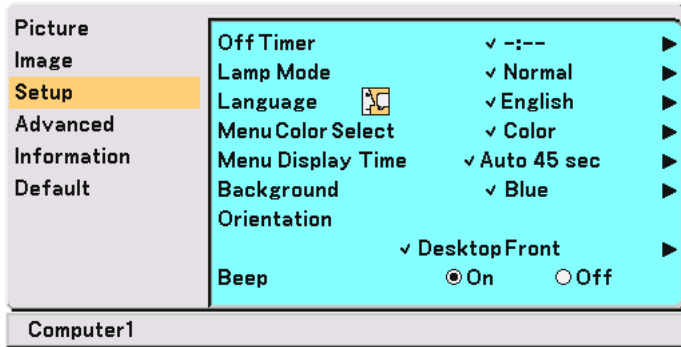 Picture
Image
Setup
Advanced
Information
Default
Off Timer ✓ -:-- ▶
Lamp Mode ✓ Normal ▶
Language ✓ English ▶
Menu Color Select ✓ Color ▶
Menu Display Time ✓ Auto 45 sec ▶
Background ✓ Blue ▶
Orientation
✓ Desktop Front ▶
Beep ◉ On ○ Off
Computer1